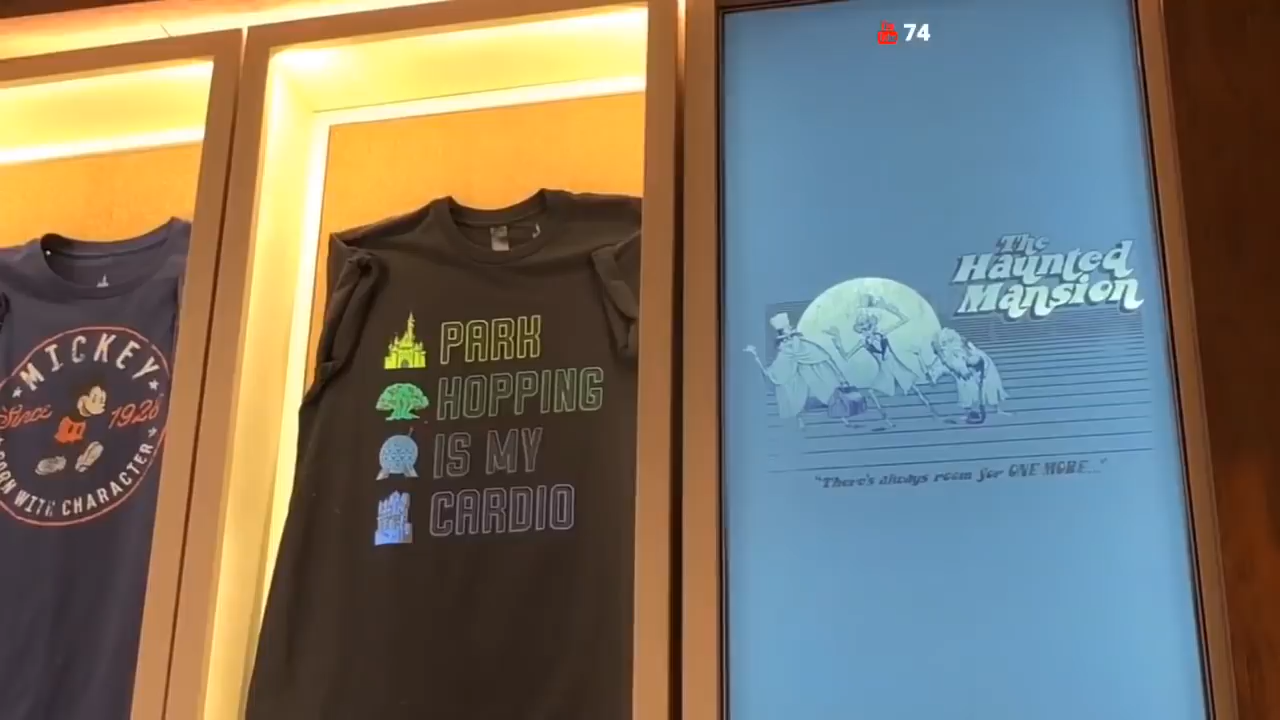 74
MICKEY
Since 1928
BORN WITH CHARACTER
PARK
HOPPING
IS MY
CARDIO
The
Haunted
Mansion
"There's always room for ONE MORE..."